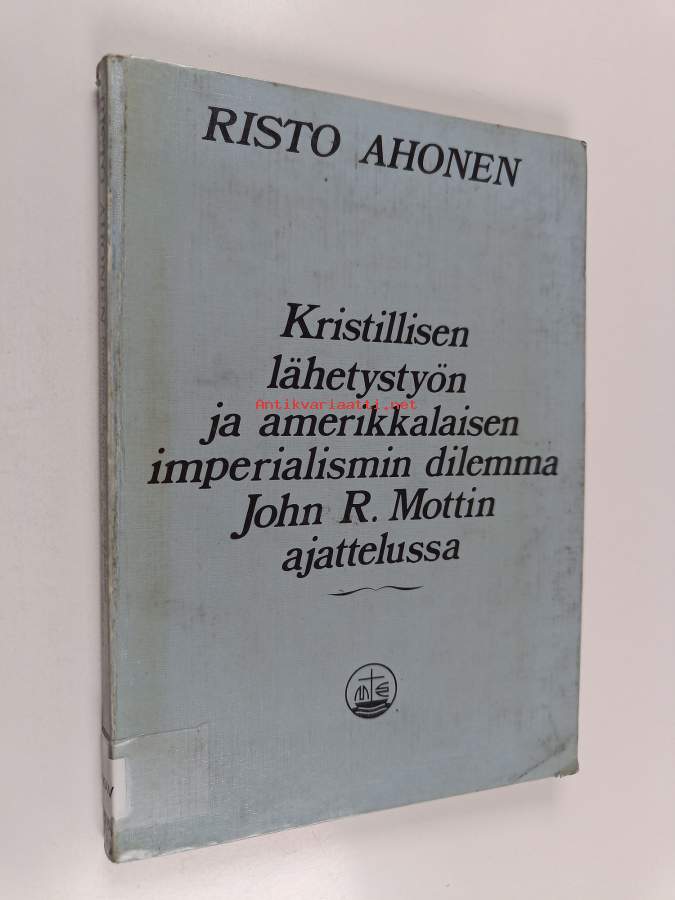 RISTO AHONEN
Kristillisen
lähetystyön
Antikvariaatti.net
ja amerikkalaisen
imperialismin dilemma
John R. Mottin
ajattelussa